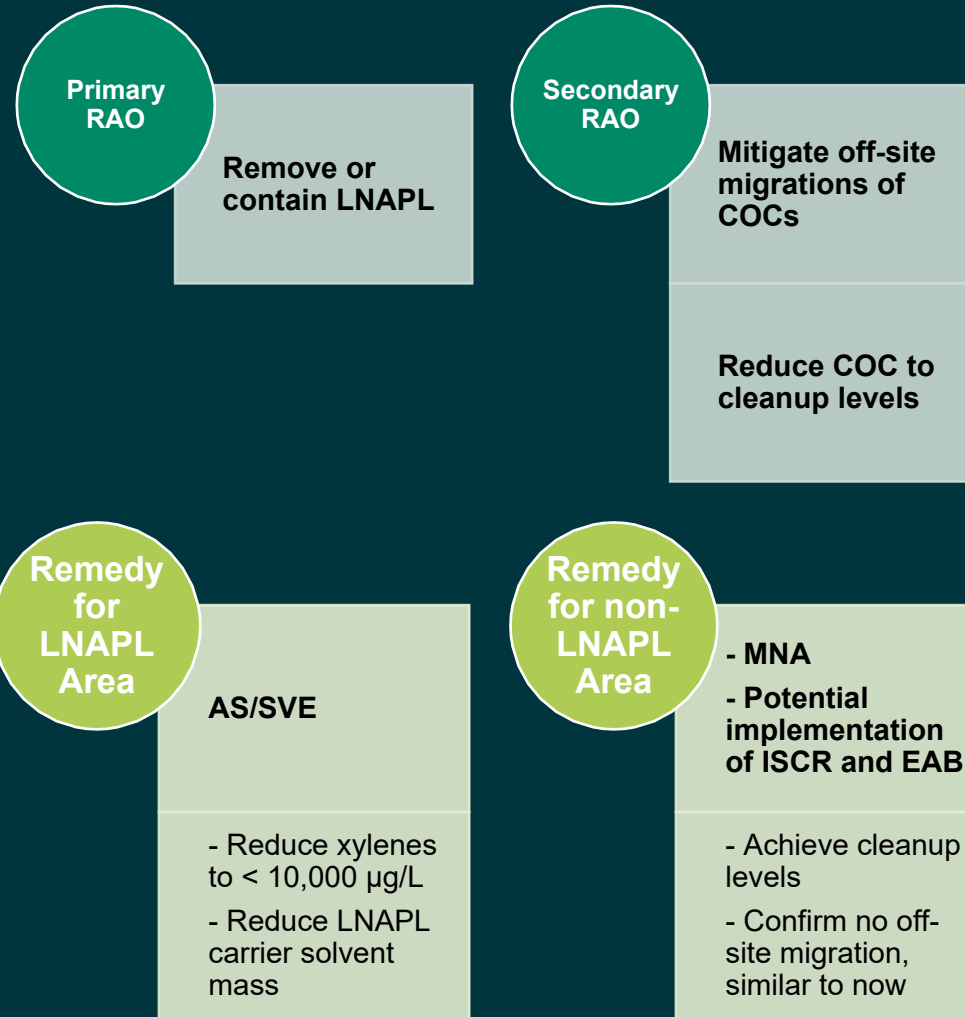 Primary
RAO
Remove or
contain LNAPL
Secondary
RAO
Mitigate off-site
migrations of
COCs
Reduce COC to
cleanup levels
Remedy
for
LNAPL
Area
AS/SVE
- Reduce xylenes
to < 10,000 µg/L
- Reduce LNAPL
carrier solvent
mass
Remedy
for non-
LNAPL
Area
- MNA
- Potential
implementation
of ISCR and EAB
- Achieve cleanup
levels
- Confirm no off-
site migration,
similar to now